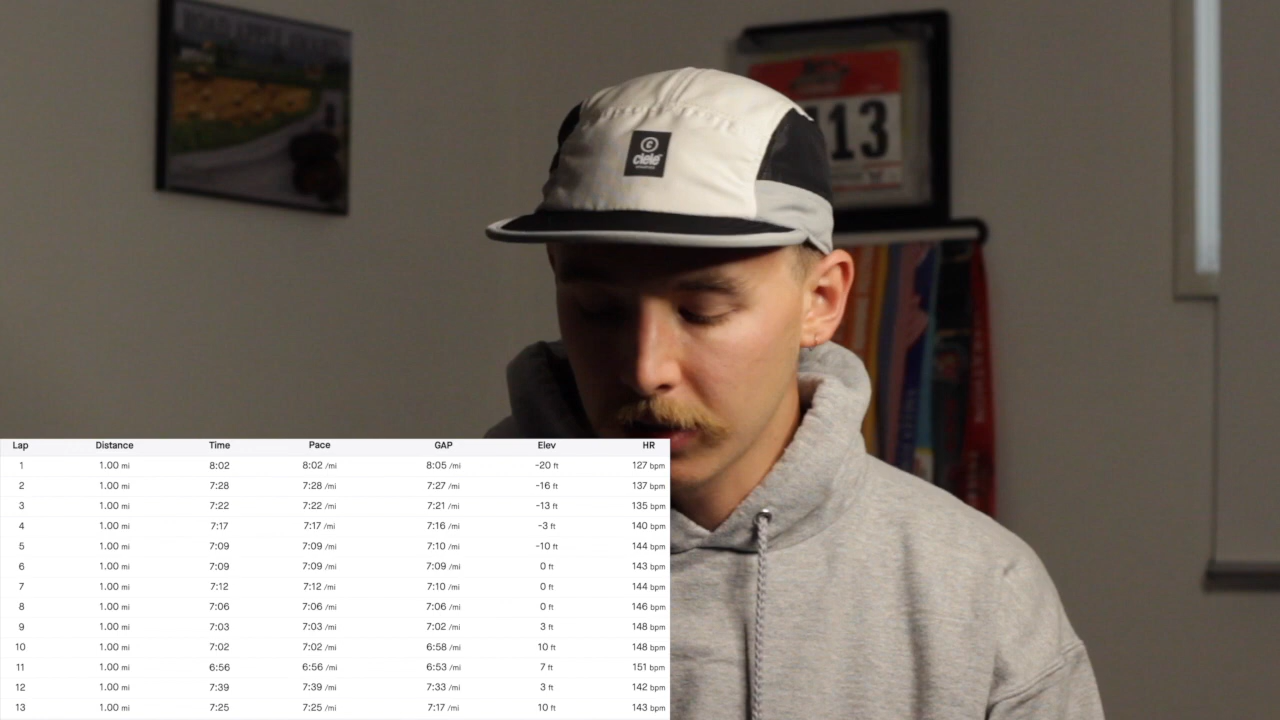 ciele
113
Lap Distance Time Pace GAP Elev HR
1 1.00 mi 8:02 8:02 /mi 8:05 /mi -20 ft 127 bpm
2 1.00 mi 7:28 7:28 /mi 7:27 /mi -16 ft 137 bpm
3 1.00 mi 7:22 7:22 /mi 7:21 /mi -13 ft 135 bpm
4 1.00 mi 7:17 7:17 /mi 7:16 /mi -3 ft 140 bpm
5 1.00 mi 7:09 7:09 /mi 7:10 /mi -10 ft 144 bpm
6 1.00 mi 7:09 7:09 /mi 7:09 /mi 0 ft 143 bpm
7 1.00 mi 7:12 7:12 /mi 7:10 /mi 0 ft 144 bpm
8 1.00 mi 7:06 7:06 /mi 7:06 /mi 0 ft 146 bpm
9 1.00 mi 7:03 7:03 /mi 7:02 /mi 3 ft 148 bpm
10 1.00 mi 7:02 7:02 /mi 6:58 /mi 10 ft 148 bpm
11 1.00 mi 6:56 6:56 /mi 6:53 /mi 7 ft 151 bpm
12 1.00 mi 7:39 7:39 /mi 7:33 /mi 3 ft 142 bpm
13 1.00 mi 7:25 7:25 /mi 7:17 /mi 10 ft 143 bpm